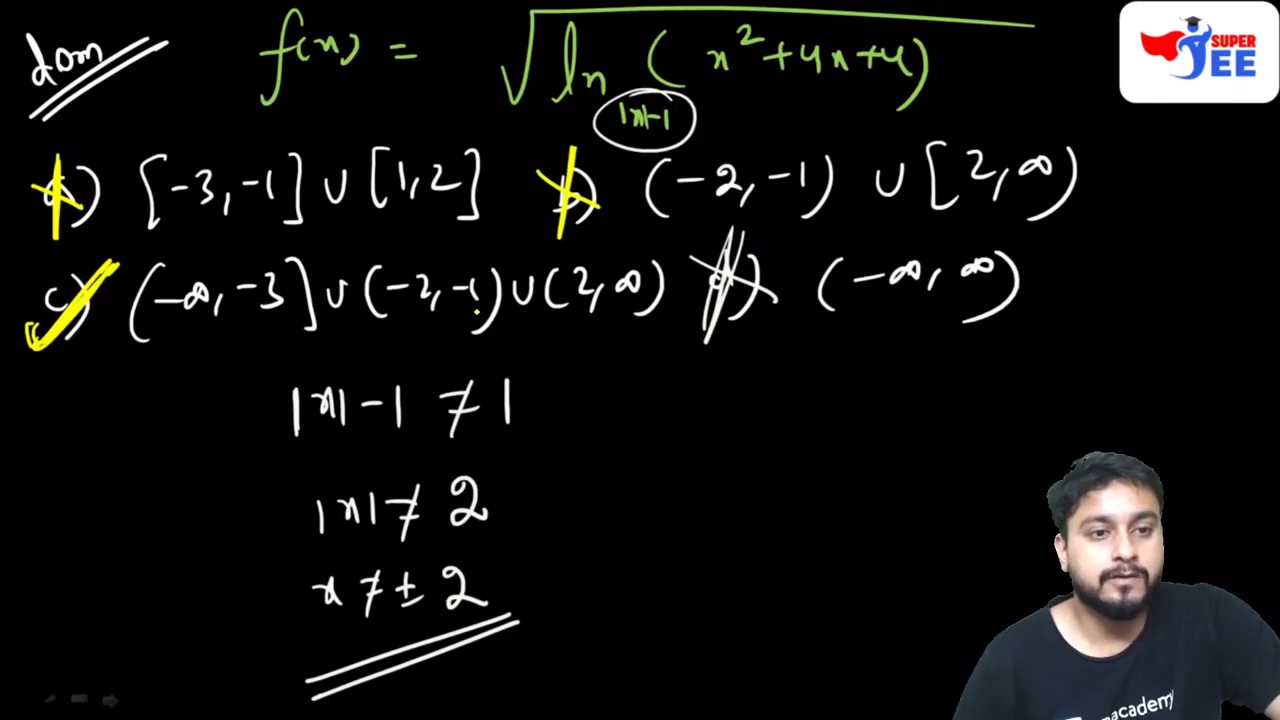 dom f(x) = √ln (x²+4x+4)
|x|-1
a) [-3,-1] ∪ [1,2] b) (-2,-1) ∪ [2,∞)
c) (-∞,-3] ∪ (-2,-1) ∪ (2,∞) d) (-∞,∞)
|x|-1 ≠ 1
|x| ≠ 2
x ≠ ± 2
SUPER
JEE
nacademy